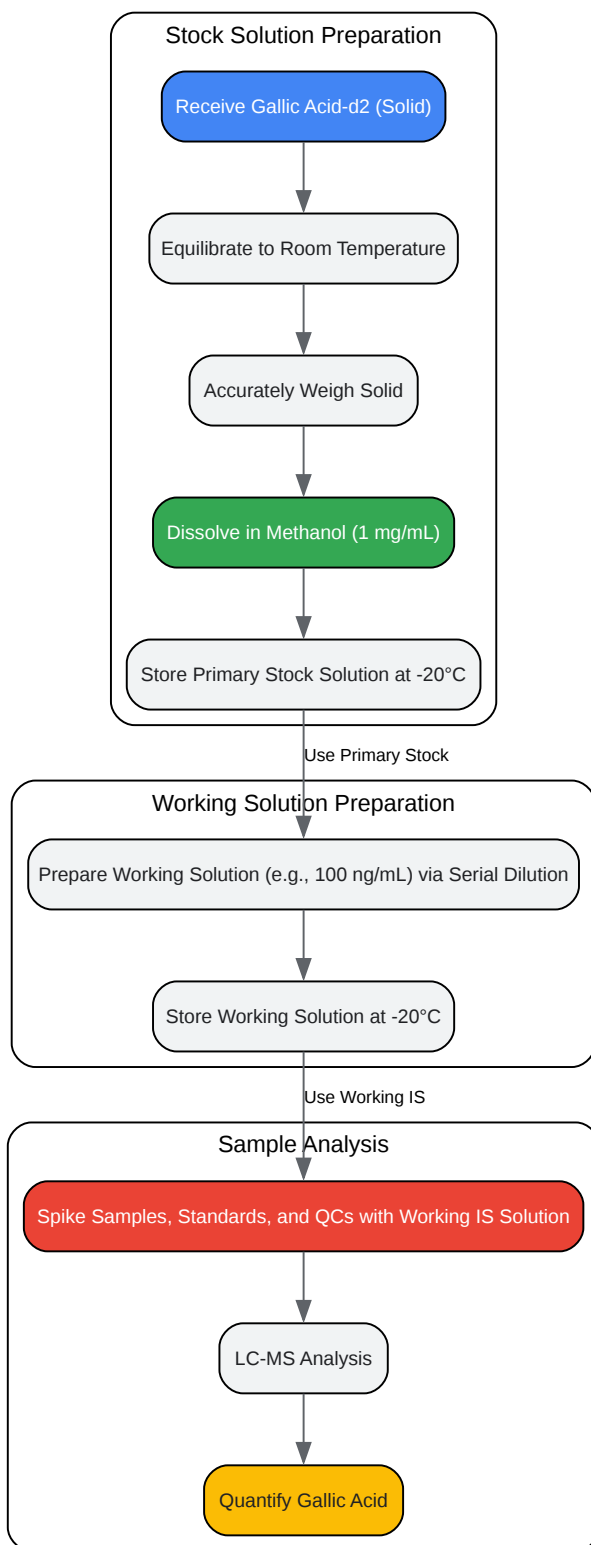 Stock Solution Preparation
Receive Gallic Acid-d2 (Solid)
Equilibrate to Room Temperature
Accurately Weigh Solid
Dissolve in Methanol (1 mg/mL)
Store Primary Stock Solution at -20°C
Use Primary Stock
Working Solution Preparation
Prepare Working Solution (e.g., 100 ng/mL) via Serial Dilution
Store Working Solution at -20°C
Use Working IS
Sample Analysis
Spike Samples, Standards, and QCs with Working IS Solution
LC-MS Analysis
Quantify Gallic Acid